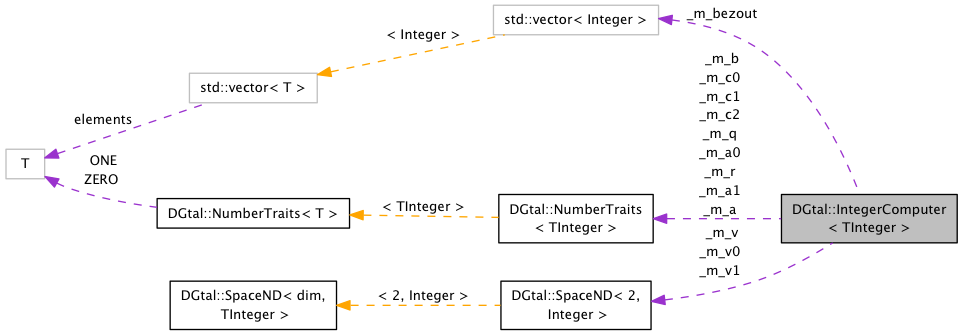 std::vector< Integer >
_m_bezout
< Integer >
std::vector< T >
elements
T
ONE
ZERO
_m_b
_m_c0
_m_c1
_m_c2
_m_q
_m_a0
_m_r
_m_a1
_m_a
DGtal::NumberTraits< T >
< TInteger >
DGtal::NumberTraits
< TInteger >
DGtal::IntegerComputer
< TInteger >
_m_v
_m_v0
_m_v1
DGtal::SpaceND< dim,
TInteger >
< 2, Integer >
DGtal::SpaceND< 2,
Integer >